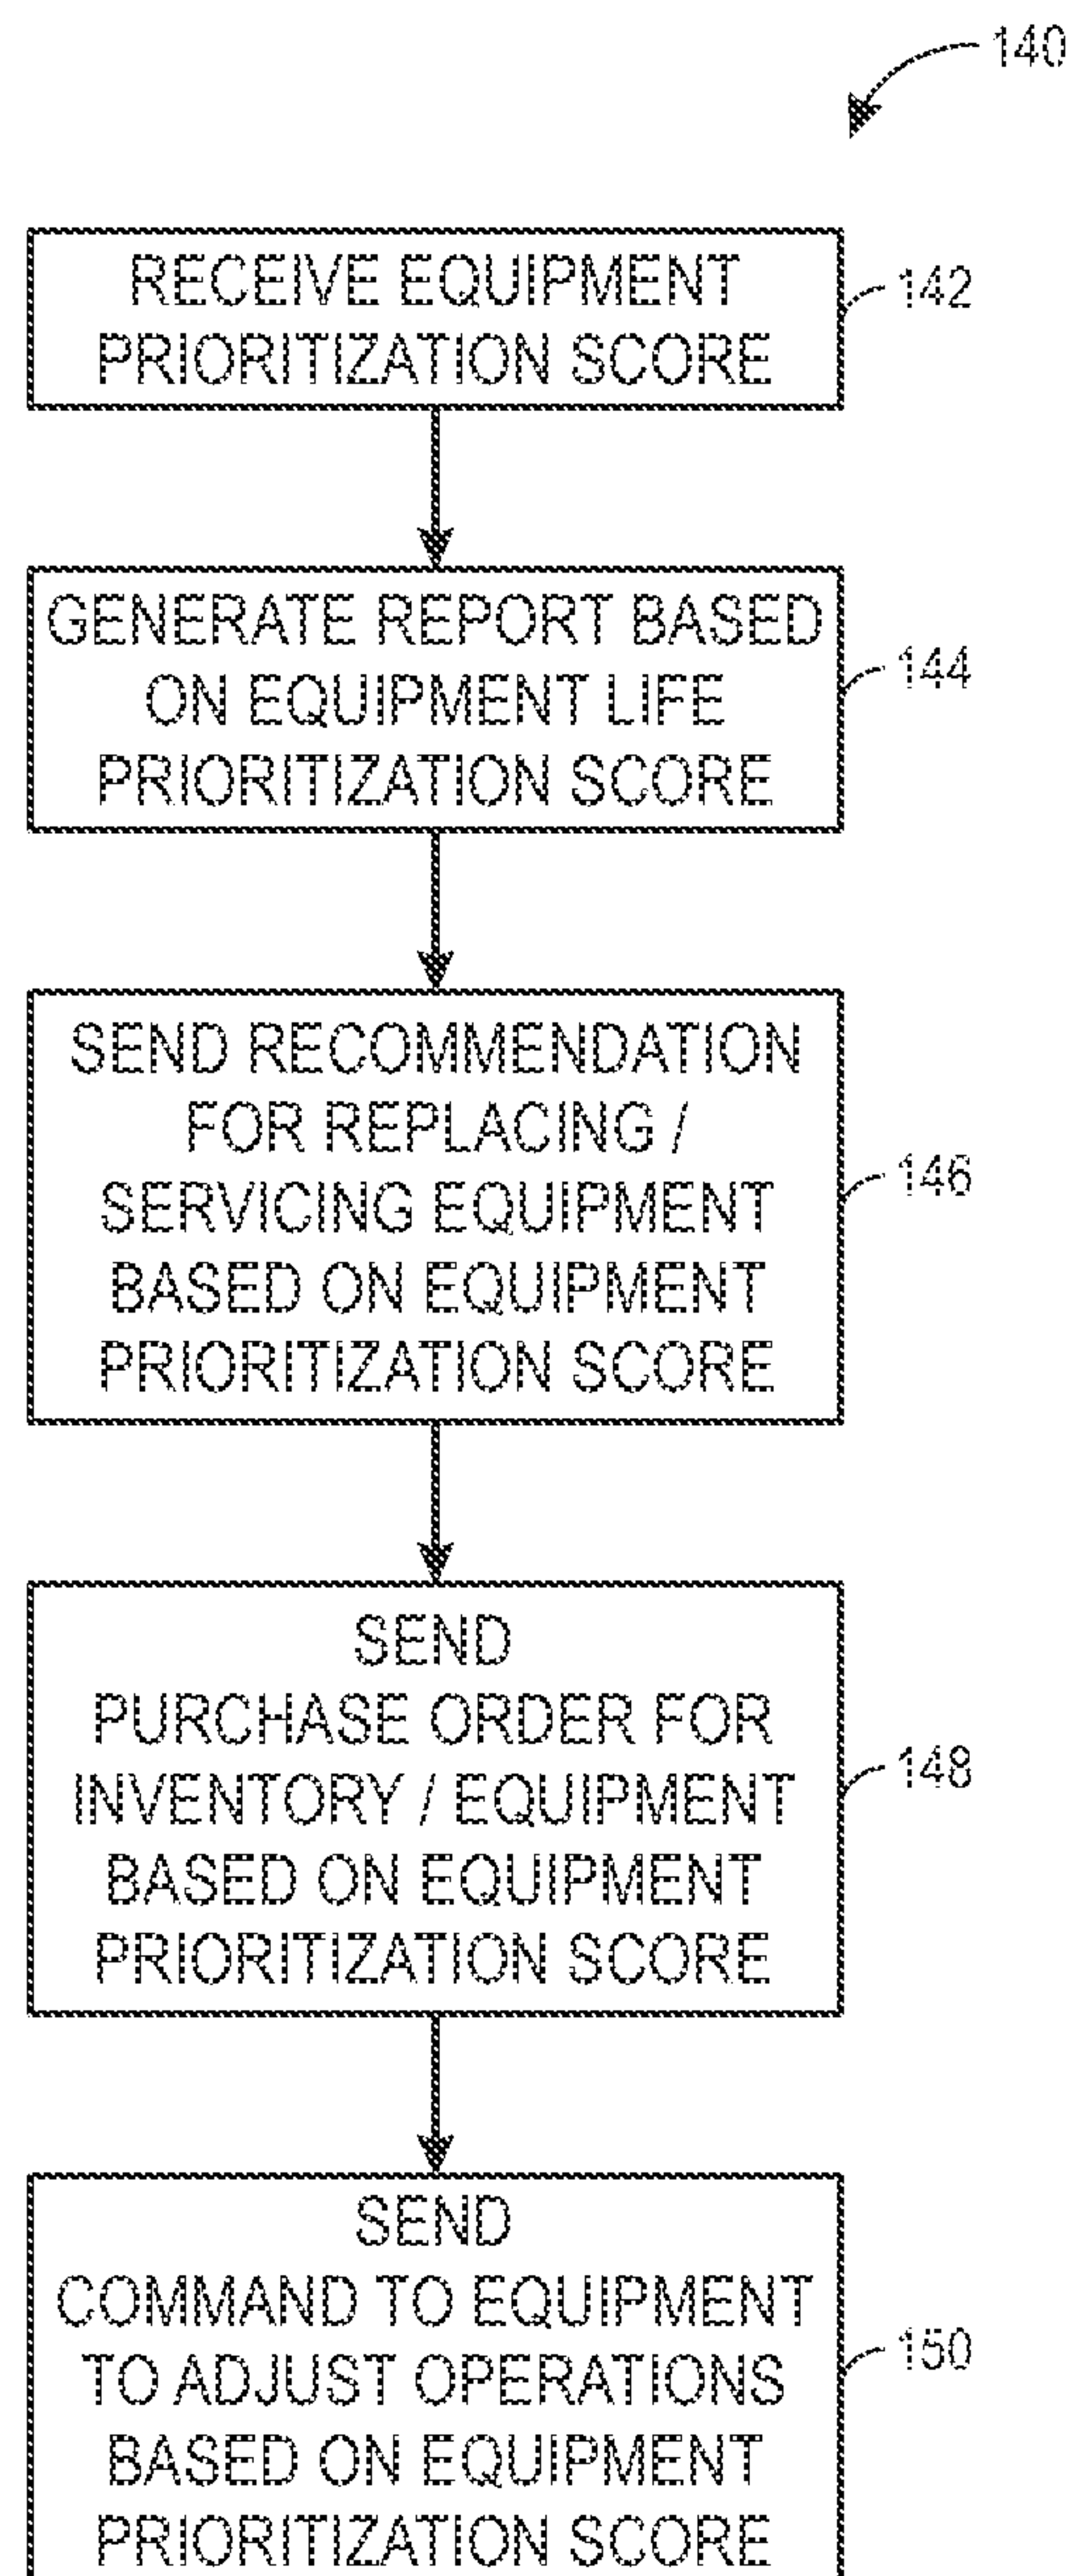 140
RECEIVE EQUIPMENT
PRIORITIZATION SCORE
142
GENERATE REPORT BASED
ON EQUIPMENT LIFE
PRIORITIZATION SCORE
144
SEND RECOMMENDATION
FOR REPLACING /
SERVICING EQUIPMENT
BASED ON EQUIPMENT
PRIORITIZATION SCORE
146
SEND
PURCHASE ORDER FOR
INVENTORY / EQUIPMENT
BASED ON EQUIPMENT
PRIORITIZATION SCORE
148
SEND
COMMAND TO EQUIPMENT
TO ADJUST OPERATIONS
BASED ON EQUIPMENT
PRIORITIZATION SCORE
150